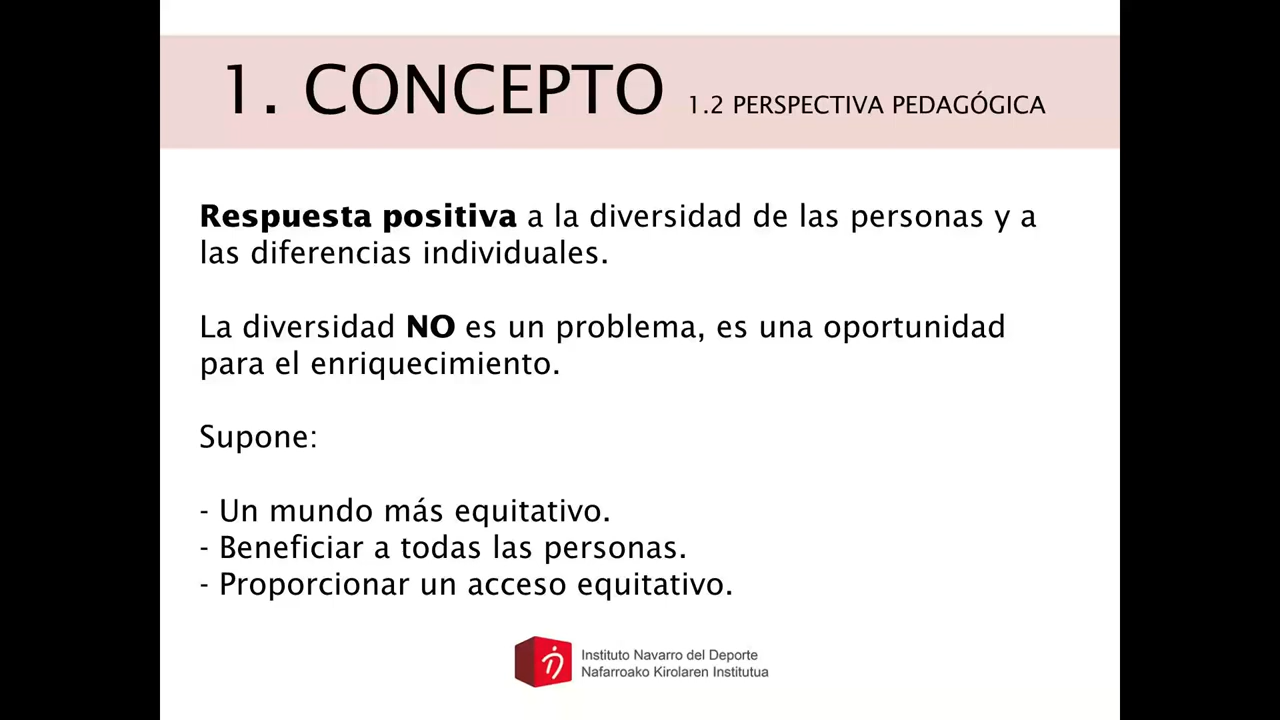 1. CONCEPTO 1.2 PERSPECTIVA PEDAGÓGICA
Respuesta positiva a la diversidad de las personas y a
las diferencias individuales.
La diversidad NO es un problema, es una oportunidad
para el enriquecimiento.
Supone:
- Un mundo más equitativo.
- Beneficiar a todas las personas.
- Proporcionar un acceso equitativo.
Instituto Navarro del Deporte
Nafarroako Kirolaren Institutua